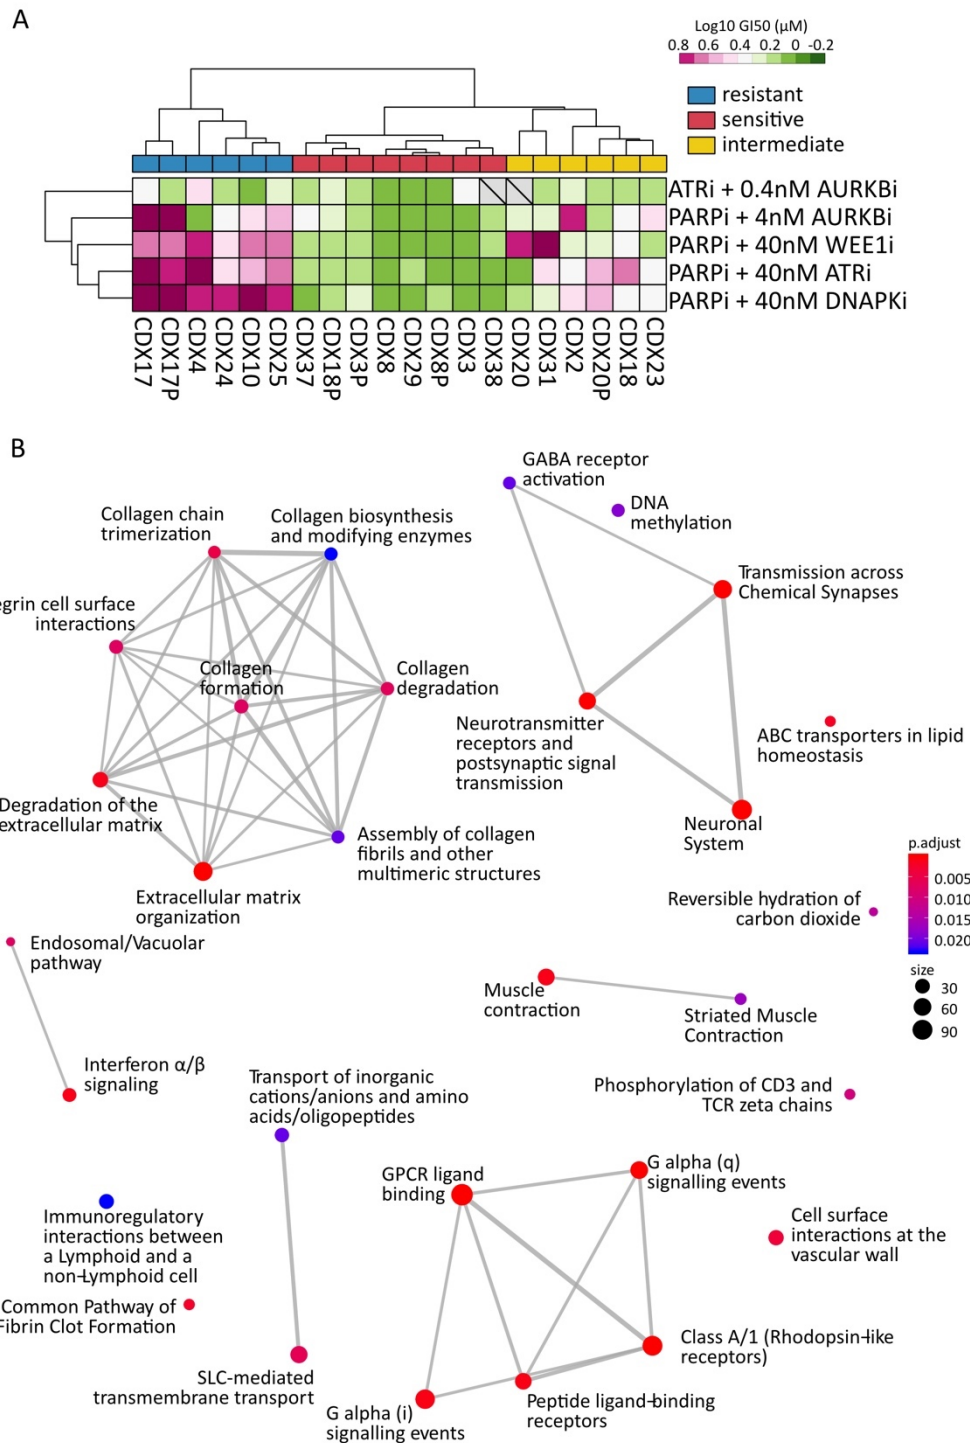 A
Log10 GI50 (µM)
0.8 0.6 0.4 0.2 0 -0.2
resistant
sensitive
intermediate
ATRi + 0.4nM AURKBi
PARPi + 4nM AURKBi
PARPi + 40nM WEE1i
PARPi + 40nM ATRi
PARPi + 40nM DNAPKi
CDX17
CDX17P
CDX4
CDX24
CDX10
CDX25
CDX37
CDX18P
CDX3P
CDX8
CDX29
CDX8P
CDX3
CDX38
CDX20
CDX31
CDX2
CDX20P
CDX18
CDX23
B
GABA receptor
activation
DNA
methylation
Collagen chain
trimerization
Collagen biosynthesis
and modifying enzymes
Transmission across
Chemical Synapses
egrin cell surface
interactions
Collagen
formation
Collagen
degradation
Neurotransmitter
receptors and
postsynaptic signal
transmission
ABC transporters in lipid
homeostasis
Degradation of the
extracellular matrix
Assembly of collagen
fibrils and other
multimeric structures
Neuronal
System
Extracellular matrix
organization
p.adjust
0.005
0.010
0.015
0.020
Reversible hydration of
carbon dioxide
size
30
60
90
Endosomal/Vacuolar
pathway
Muscle
contraction
Striated Muscle
Contraction
Interferon α/β
signaling
Transport of inorganic
cations/anions and amino
acids/oligopeptides
Phosphorylation of CD3 and
TCR zeta chains
GPCR ligand
binding
G alpha (q)
signalling events
Immunoregulatory
interactions between
a Lymphoid and a
non-Lymphoid cell
Cell surface
interactions at the
vascular wall
Common Pathway of
Fibrin Clot Formation
SLC-mediated
transmembrane transport
Class A/1 (Rhodopsin-like
receptors)
G alpha (i)
signalling events
Peptide ligand-binding
receptors